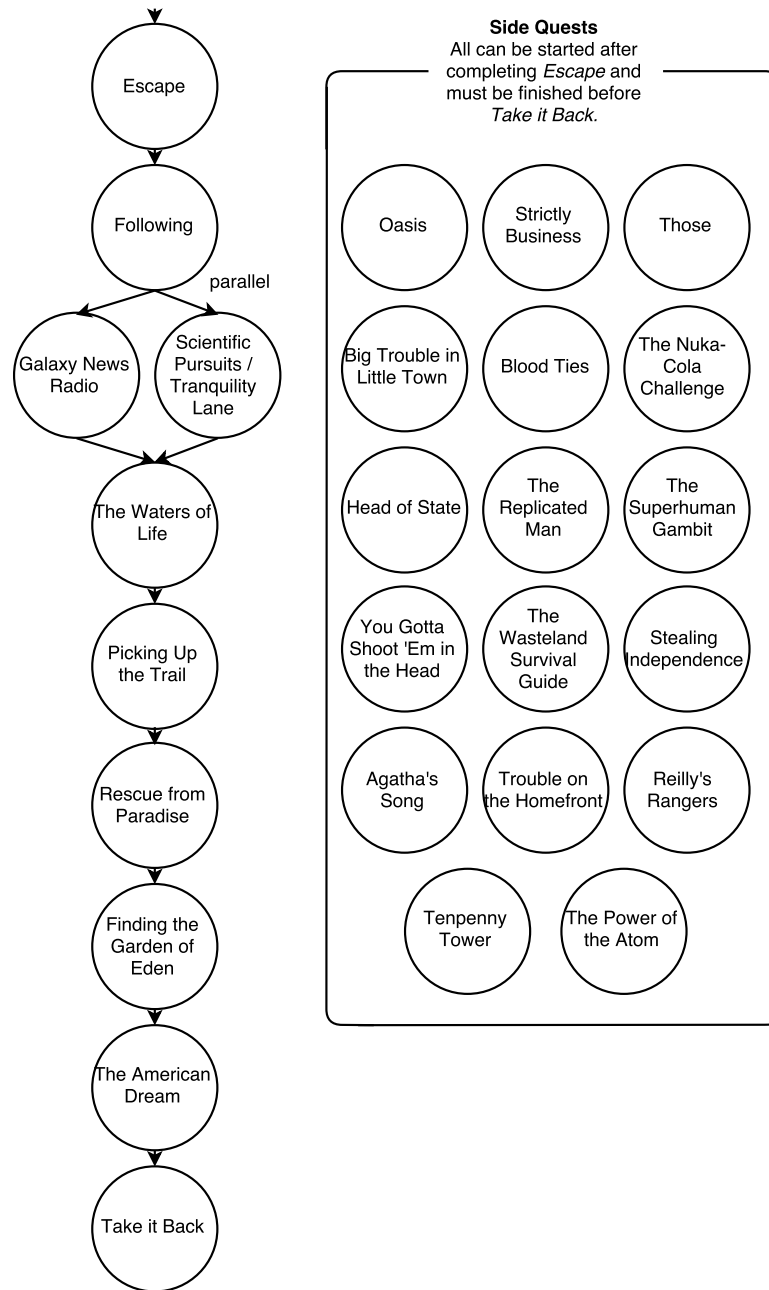 Escape
Following
parallel
Galaxy News
Radio
Scientific
Pursuits /
Tranquility
Lane
The Waters of
Life
Picking Up
the Trail
Rescue from
Paradise
Finding the
Garden of
Eden
The American
Dream
Take it Back
Side Quests
All can be started after
completing Escape and
must be finished before
Take it Back.
Oasis
Strictly
Business
Those
Big Trouble in
Little Town
Blood Ties
The Nuka-
Cola
Challenge
Head of State
The
Replicated
Man
The
Superhuman
Gambit
You Gotta
Shoot 'Em in
the Head
The
Wasteland
Survival
Guide
Stealing
Independence
Agatha's
Song
Trouble on
the Homefront
Reilly's
Rangers
Tenpenny
Tower
The Power of
the Atom